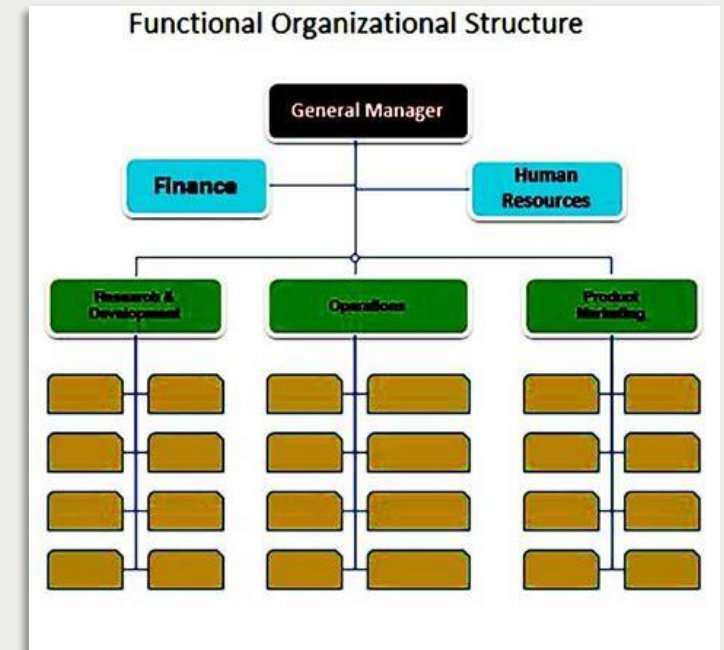 Functional Organizational Structure
General Manager
Finance
Human
Resources
Research &
Development
Operations
Product
Marketing